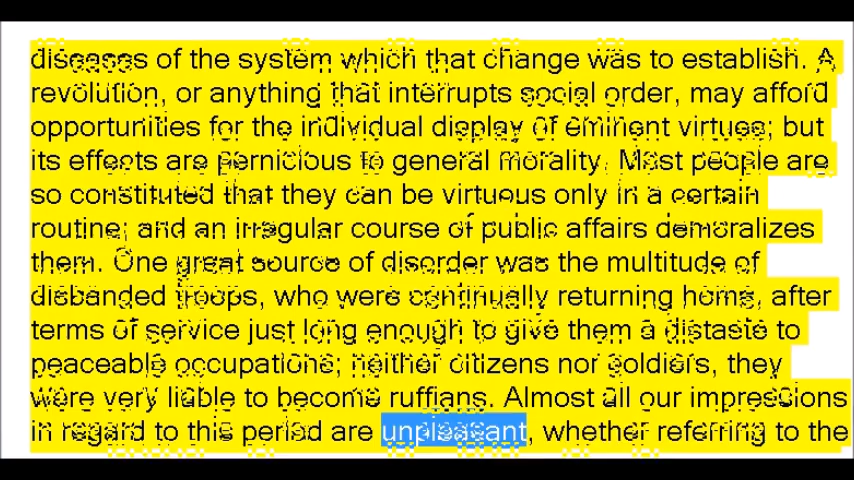 diseases of the system which that change was to establish. A
revolution, or anything that interrupts social order, may afford
opportunities for the individual display of eminent virtues; but
its effects are pernicious to general morality. Most people are
so constituted that they can be virtuous only in a certain
routine; and an irregular course of public affairs demoralizes
them. One great source of disorder was the multitude of
disbanded troops, who were continually returning home, after
terms of service just long enough to give them a distaste to
peaceable occupations; neither citizens nor soldiers, they
were very liable to become ruffians. Almost all our impressions
in regard to this period are unpleasant, whether referring to the